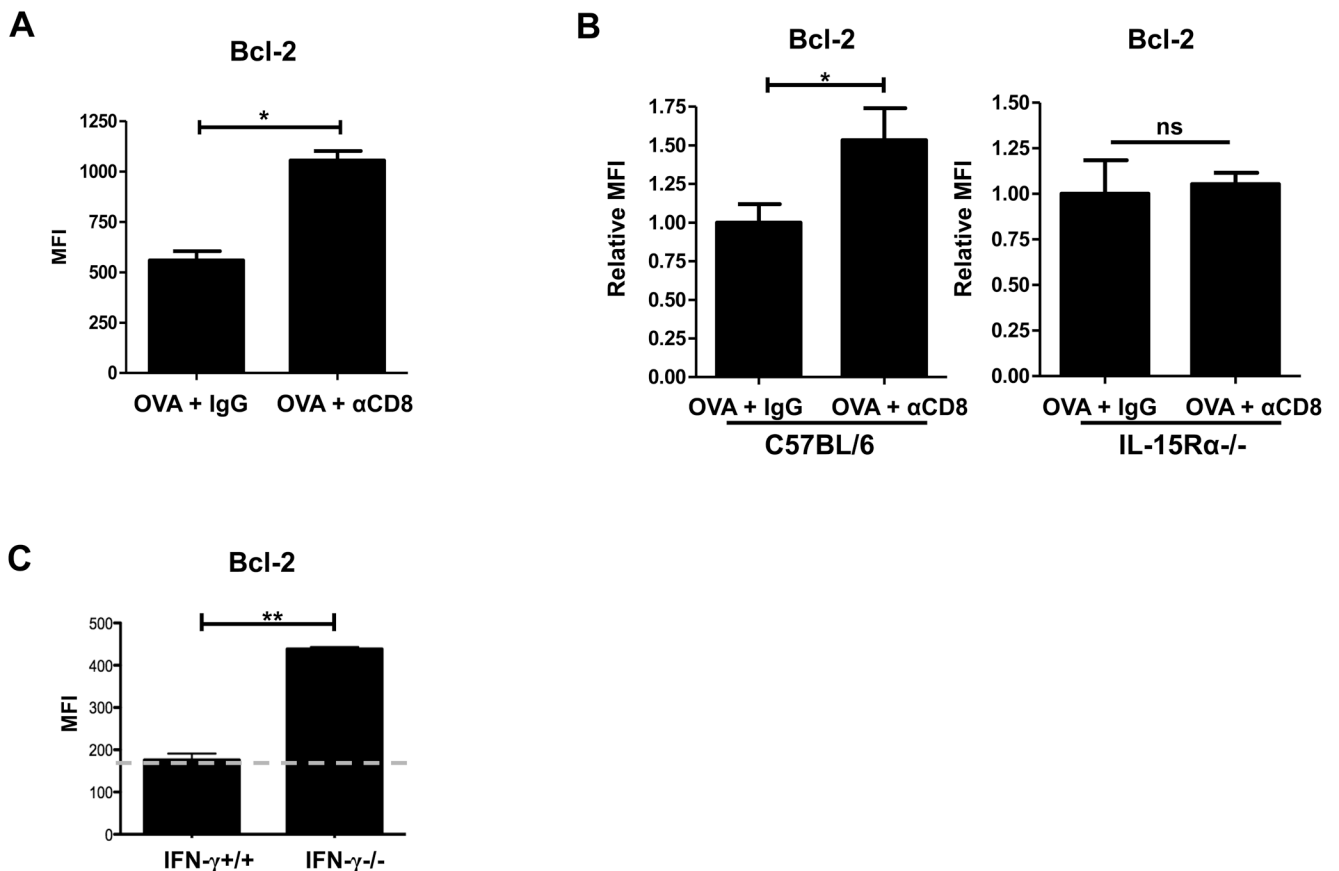 A
Bcl-2
*
1250
1000
750
500
250
0
MFI
OVA + IgG OVA + αCD8
B
Bcl-2
*
1.75
1.50
1.25
1.00
0.75
0.50
0.25
0.00
Relative MFI
OVA + IgG OVA + αCD8
C57BL/6
Bcl-2
ns
1.50
1.25
1.00
0.75
0.50
0.25
0.00
Relative MFI
OVA + IgG OVA + αCD8
IL-15Rα-/-
C
Bcl-2
**
500
400
300
200
100
0
MFI
IFN-γ+/+ IFN-γ-/-